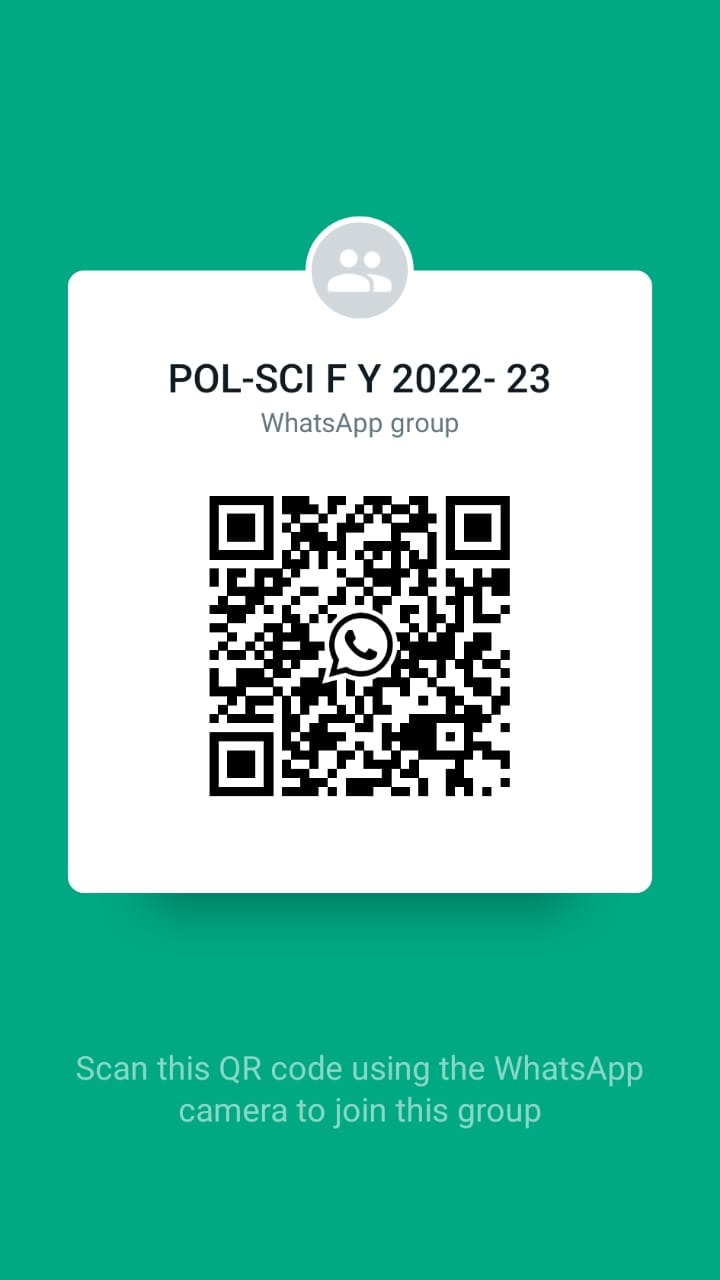 POL-SCI F Y 2022- 23
WhatsApp group
Scan this QR code using the WhatsApp
camera to join this group